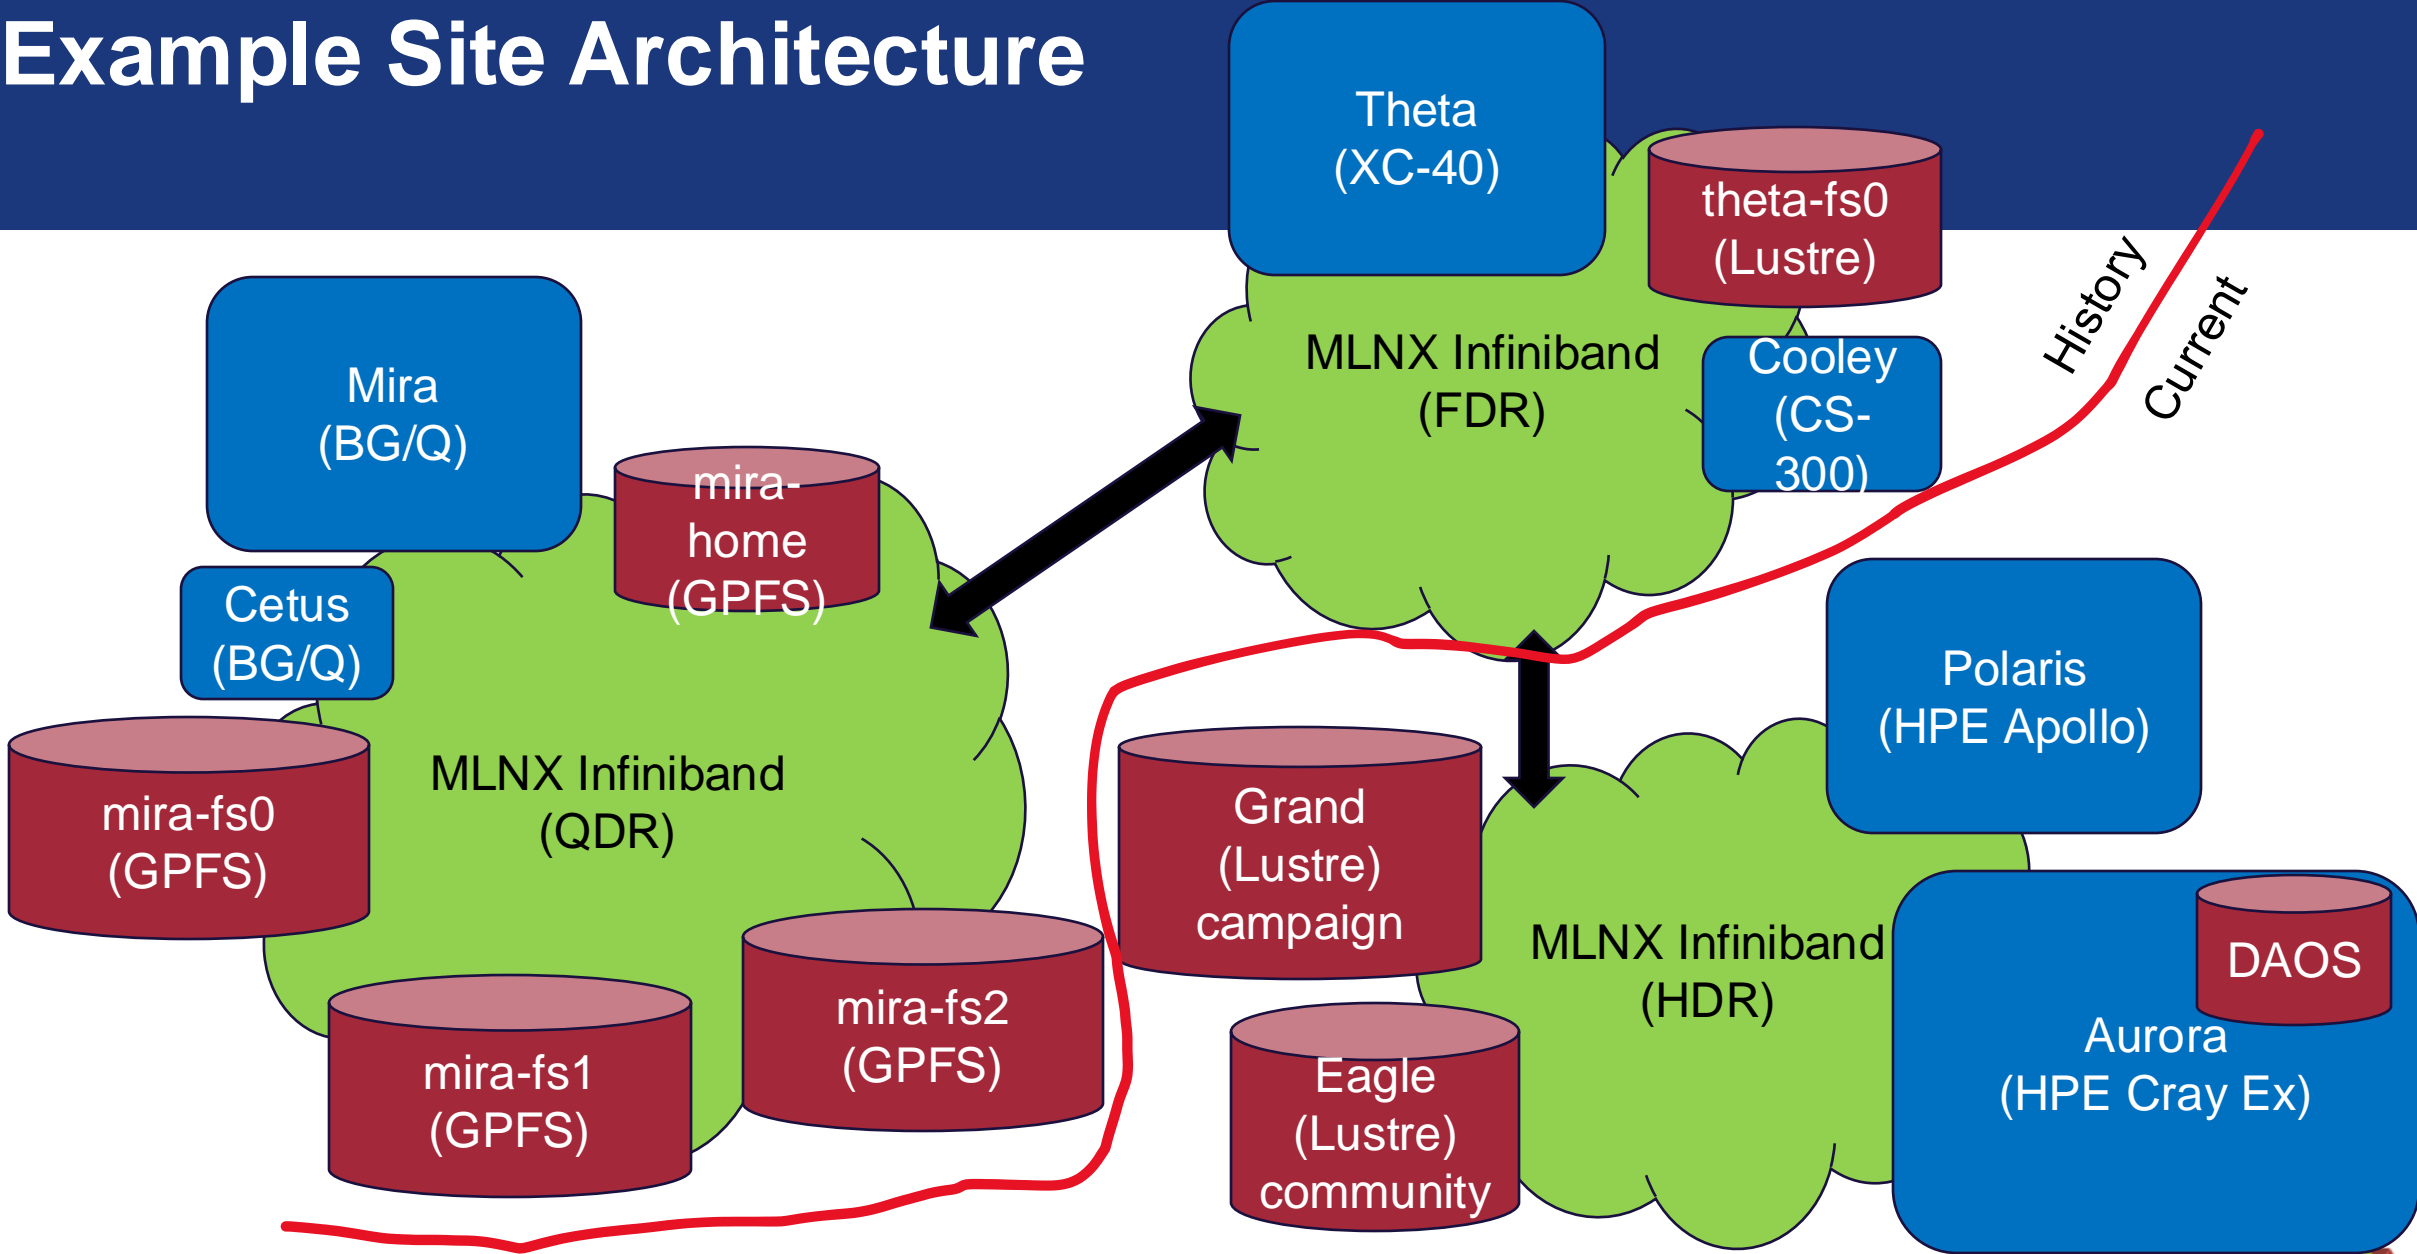 Example Site Architecture
Theta
(XC-40)
theta-fs0
(Lustre)
History
Current
MLNX Infiniband
(FDR)
Cooley
(CS-
300)
Mira
(BG/Q)
mira-
home
(GPFS)
Cetus
(BG/Q)
mira-fs0
(GPFS)
MLNX Infiniband
(QDR)
mira-fs1
(GPFS)
mira-fs2
(GPFS)
Polaris
(HPE Apollo)
Grand
(Lustre)
campaign
MLNX Infiniband
(HDR)
DAOS
Aurora
(HPE Cray Ex)
Eagle
(Lustre)
community